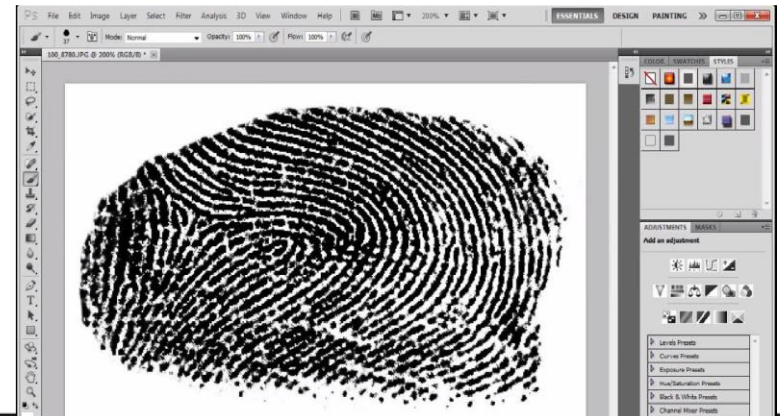 PS File Edit Image Layer Select Filter Analysis 3D View Window Help 200% ESSENTIALS DESIGN PAINTING
37 Mode: Normal Opacity: 100% Flow: 100%
100_8780.JPG @ 200% (RGB/8) *
COLOR SWATCHES STYLES
ADJUSTMENTS MASKS
Add an adjustment
Levels Presets
Curves Presets
Exposure Presets
Hue/Saturation Presets
Black & White Presets
Channel Mixer Presets